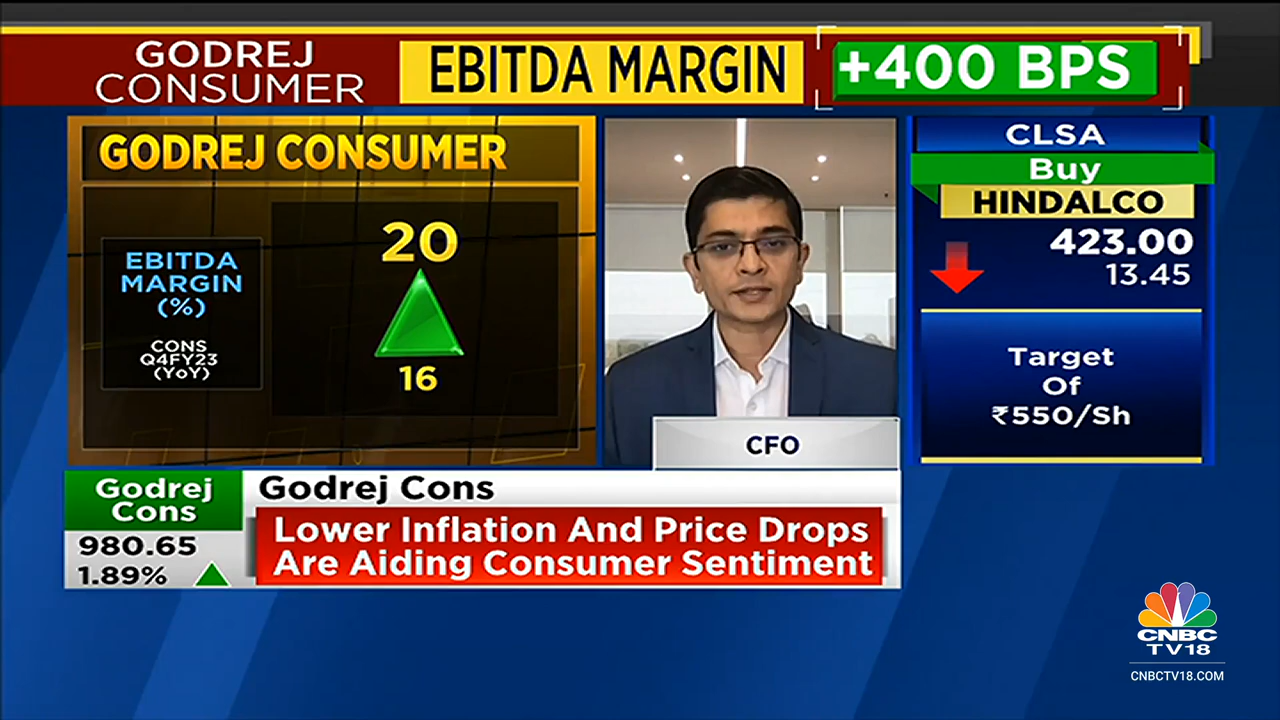 GODREJ
CONSUMER
EBITDA MARGIN
+400 BPS
GODREJ CONSUMER
EBITDA
MARGIN
(%)
CONS
Q4FY23
(YoY)
20
16
CFO
CLSA
Buy
HINDALCO
423.00
13.45
Target
Of
₹550/Sh
Godrej
Cons
980.65
1.89%
Godrej Cons
Lower Inflation And Price Drops
Are Aiding Consumer Sentiment
CNBC
TV18
CNBCTV18.COM